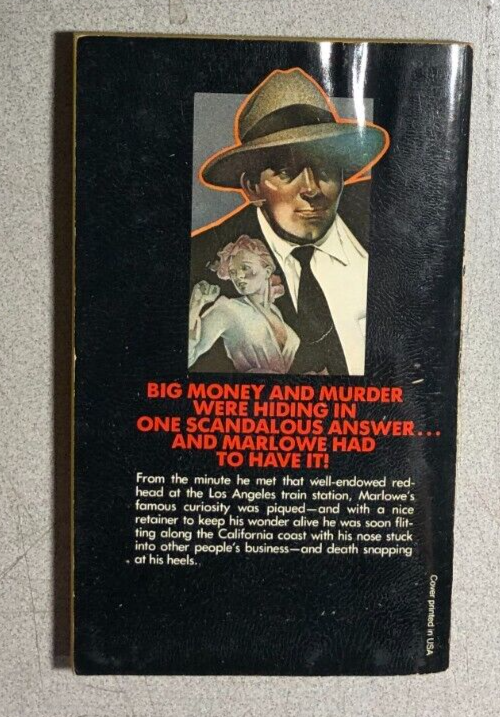 BIG MONEY AND MURDER
WERE HIDING IN
ONE SCANDALOUS ANSWER...
AND MARLOWE HAD
TO HAVE IT!
From the minute he met that well-endowed red-
head at the Los Angeles train station, Marlowe's
famous curiosity was piqued—and with a nice
retainer to keep his wonder alive he was soon flit-
ting along the California coast with his nose stuck
into other people's business—and death snapping
at his heels.
Cover printed in USA